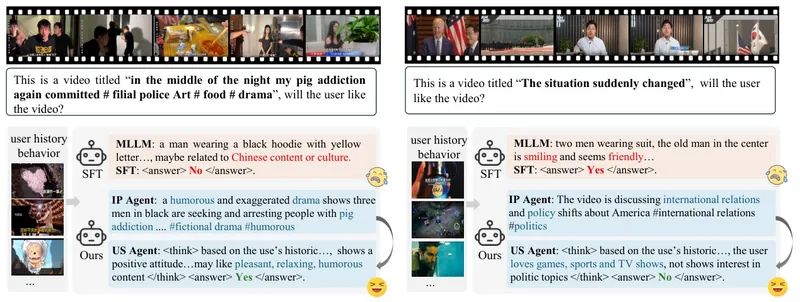 This is a video titled “in the middle of the night my pig addiction
again committed # filial police Art # food # drama”, will the user like
the video?
user history
behavior
...
SFT
MLLM: a man wearing a black hoodie with yellow
letter…, maybe related to Chinese content or culture.
SFT: <answer> No </answer>.
Ours
IP Agent: a humorous and exaggerated drama shows three
men in black are seeking and arresting people with pig
addiction .... #fictional drama #humorous
US Agent: <think> based on the use’s historic…, shows a
positive attitude…may like pleasant, relaxing, humorous
content </think> <answer> Yes </answer>.
This is a video titled “The situation suddenly changed”, will the user
like the video?
user history
behavior
...
SFT
MLLM: two men wearing suit, the old man in the center
is smiling and seems friendly…
SFT: <answer> Yes </answer>.
Ours
IP Agent: The video is discussing international relations
and policy shifts about America #international relations
#politics
US Agent: <think> based on the use’s historic…, the user
loves games, sports and TV shows, not shows interest in
politic topics </think> <answer> No </answer>.